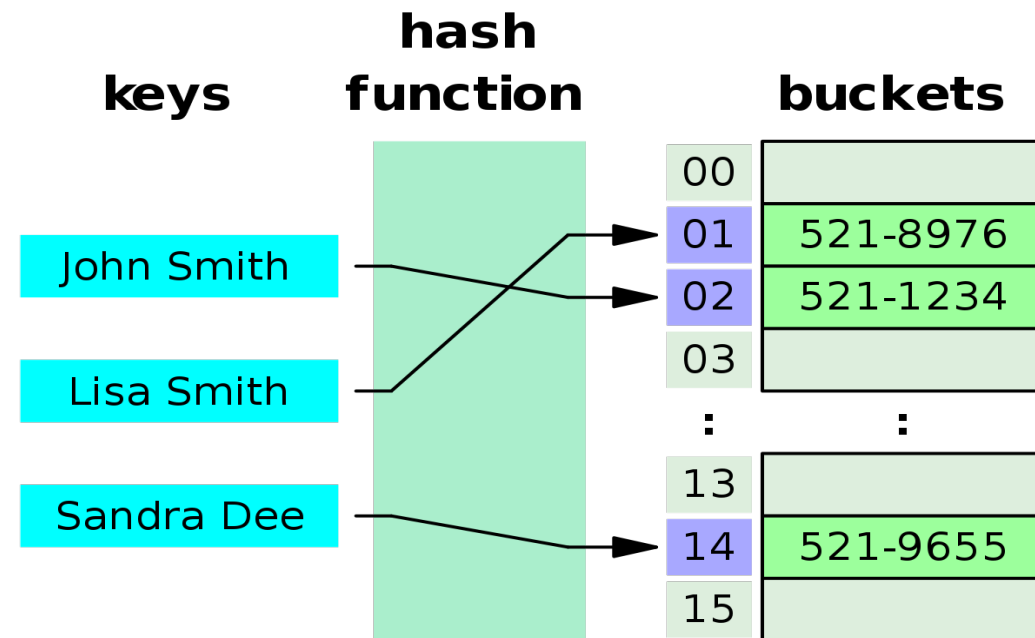 hash
keys function buckets
00
01 521-8976
John Smith
02 521-1234
03
Lisa Smith
: :
13
Sandra Dee
14 521-9655
15